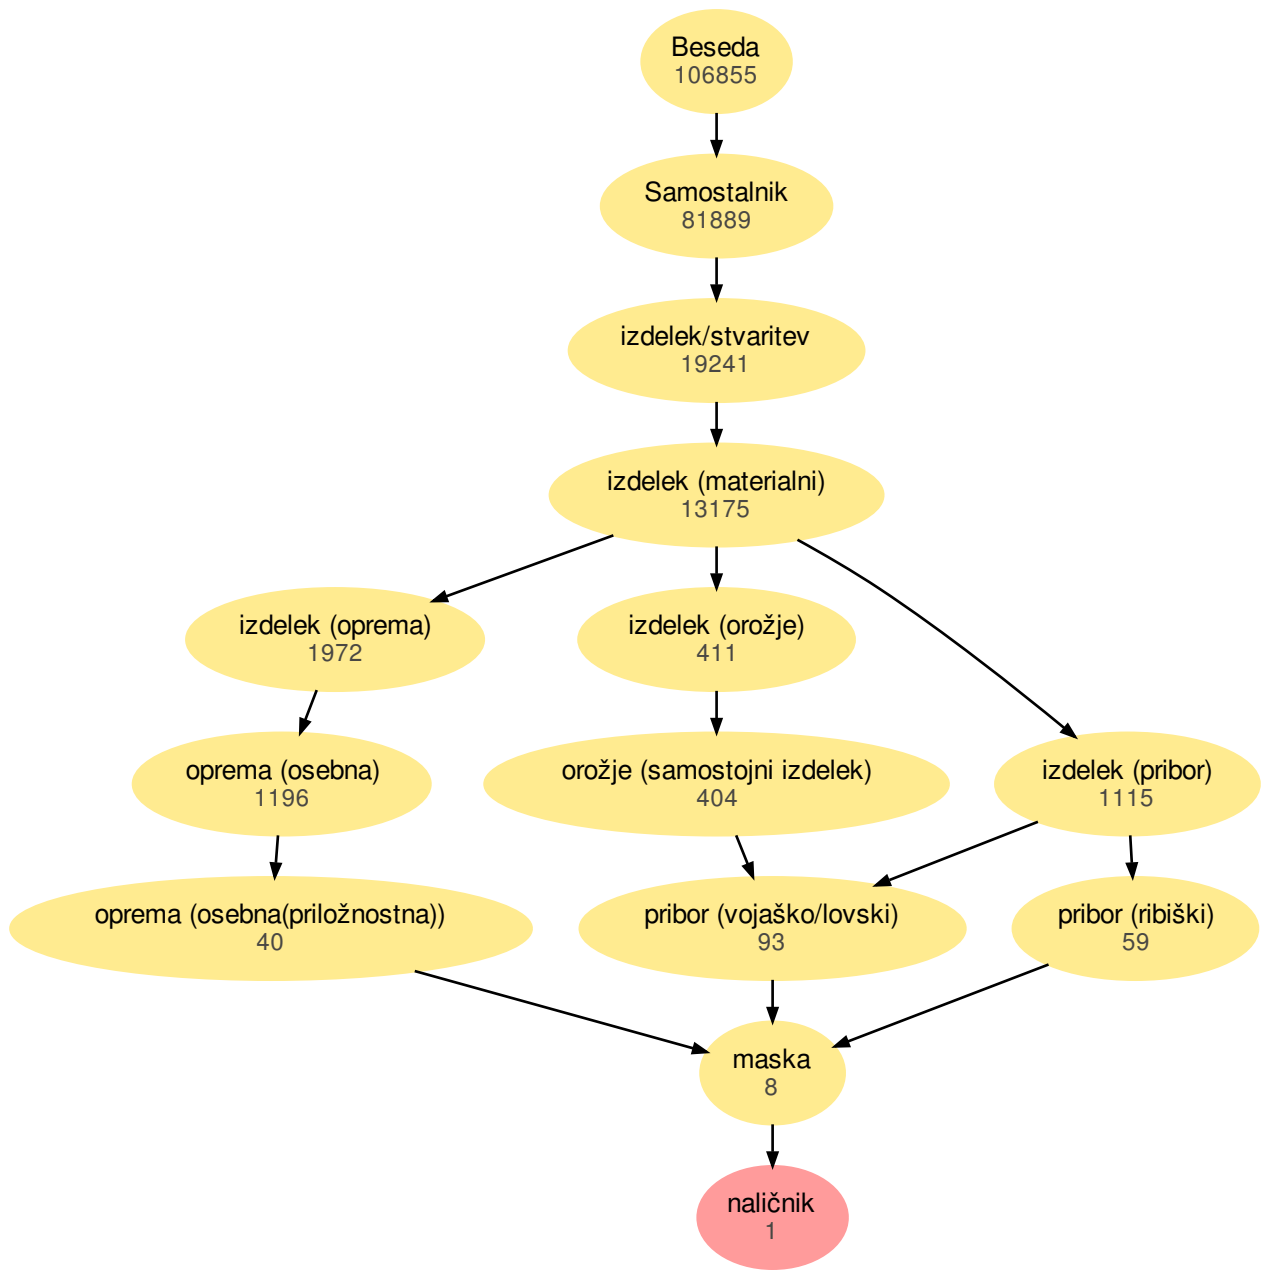 Beseda
106855
Samostalnik
81889
izdelek/stvaritev
19241
izdelek (materialni)
13175
izdelek (oprema)
1972
izdelek (orožje)
411
oprema (osebna)
1196
orožje (samostojni izdelek)
404
izdelek (pribor)
1115
oprema (osebna(priložnostna))
40
pribor (vojaško/lovski)
93
pribor (ribiški)
59
maska
8
naličnik
1